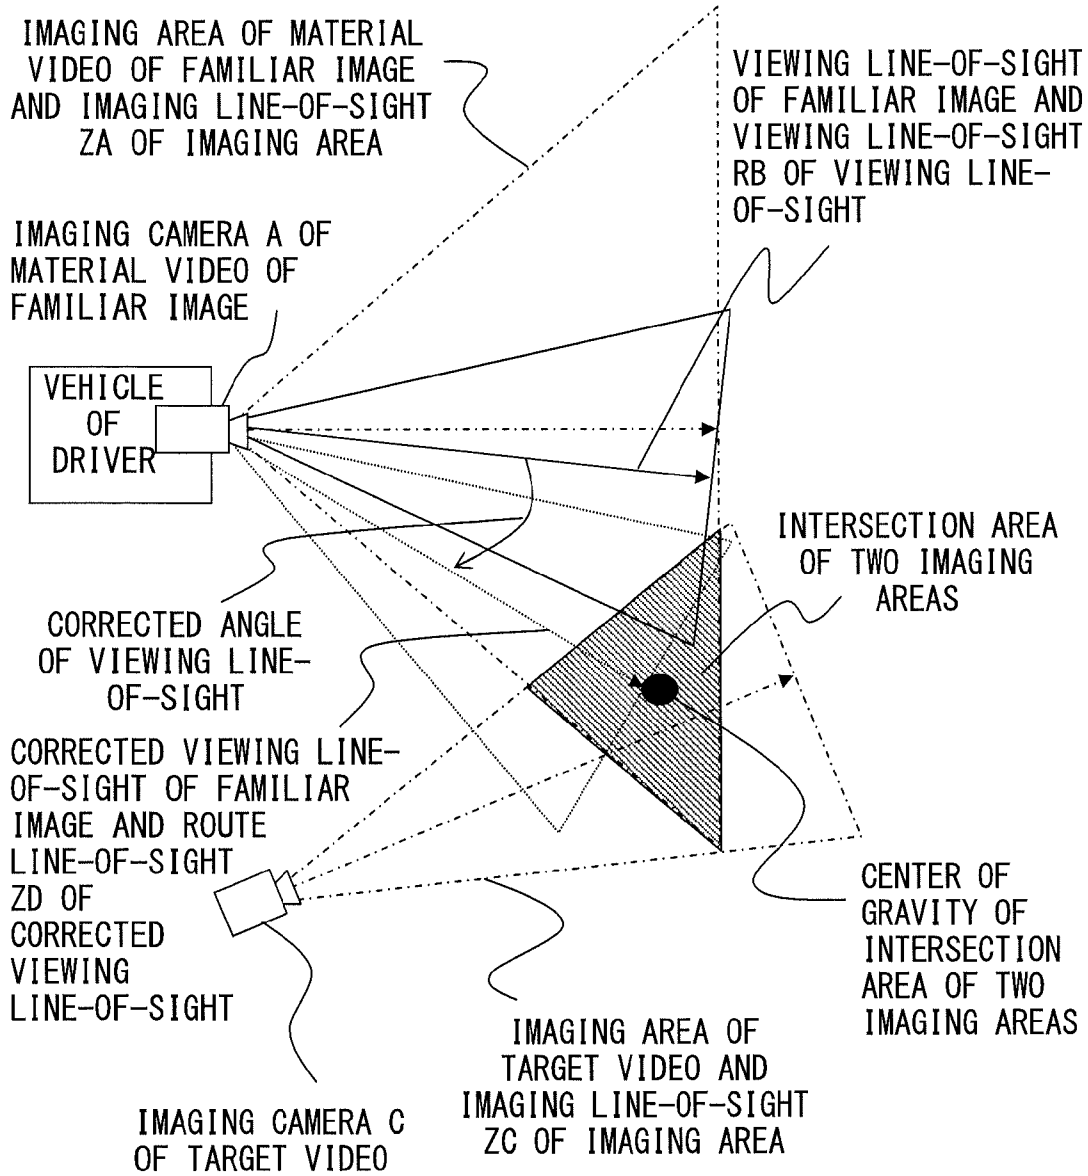 IMAGING AREA OF MATERIAL
VIDEO OF FAMILIAR IMAGE
AND IMAGING LINE-OF-SIGHT
ZA OF IMAGING AREA
VIEWING LINE-OF-SIGHT
OF FAMILIAR IMAGE AND
VIEWING LINE-OF-SIGHT
RB OF VIEWING LINE-
OF-SIGHT
IMAGING CAMERA A OF
MATERIAL VIDEO OF
FAMILIAR IMAGE
VEHICLE
OF
DRIVER
INTERSECTION AREA
OF TWO IMAGING
AREAS
CORRECTED ANGLE
OF VIEWING LINE-
OF-SIGHT
CORRECTED VIEWING LINE-
OF-SIGHT OF FAMILIAR
IMAGE AND ROUTE
LINE-OF-SIGHT
ZD OF
CORRECTED
VIEWING
LINE-OF-SIGHT
CENTER OF
GRAVITY OF
INTERSECTION
AREA OF TWO
IMAGING AREAS
IMAGING AREA OF
TARGET VIDEO AND
IMAGING LINE-OF-SIGHT
ZC OF IMAGING AREA
IMAGING CAMERA C
OF TARGET VIDEO